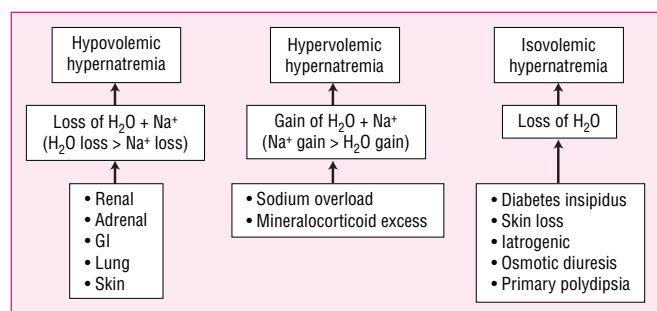 Hypovolemic
hypernatremia
Loss of H₂O + Na⁺
(H₂O loss > Na⁺ loss)
• Renal
• Adrenal
• GI
• Lung
• Skin
Hypervolemic
hypernatremia
Gain of H₂O + Na⁺
(Na⁺ gain > H₂O gain)
• Sodium overload
• Mineralocorticoid excess
Isovolemic
hypernatremia
Loss of H₂O
• Diabetes insipidus
• Skin loss
• Iatrogenic
• Osmotic diuresis
• Primary polydipsia